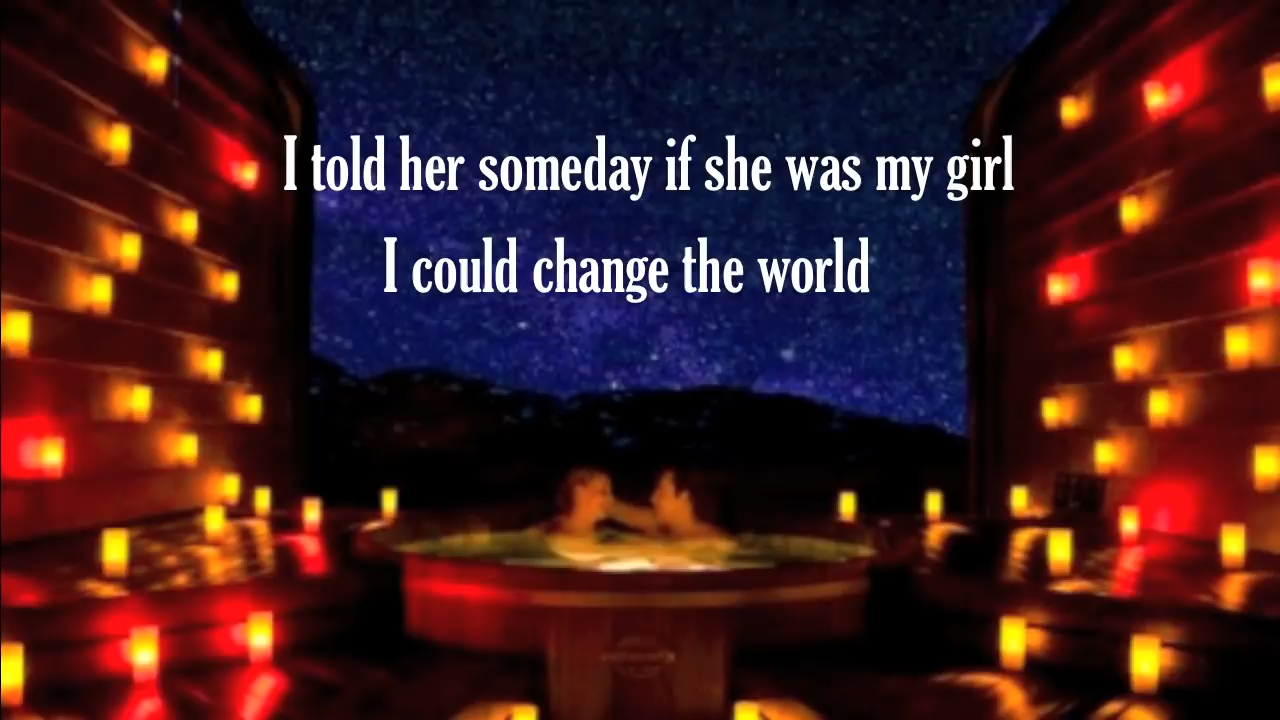 I told her someday if she was my girl
I could change the world